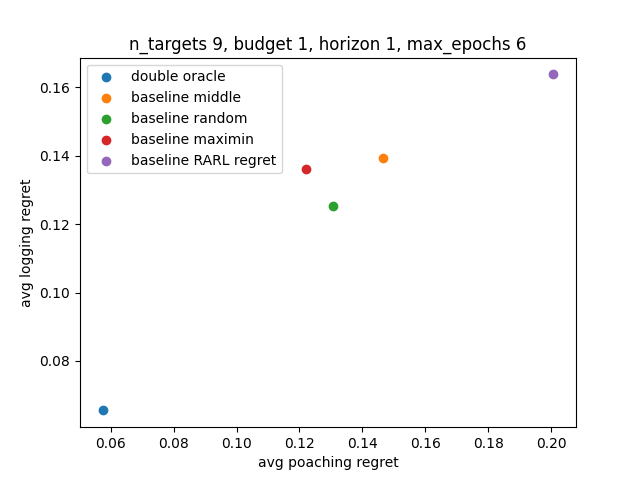 n_targets 9, budget 1, horizon 1, max_epochs 6
double oracle
baseline middle
baseline random
baseline maximin
baseline RARL regret
avg logging regret
0.16
0.14
0.12
0.10
0.08
0.06 0.08 0.10 0.12 0.14 0.16 0.18 0.20
avg poaching regret